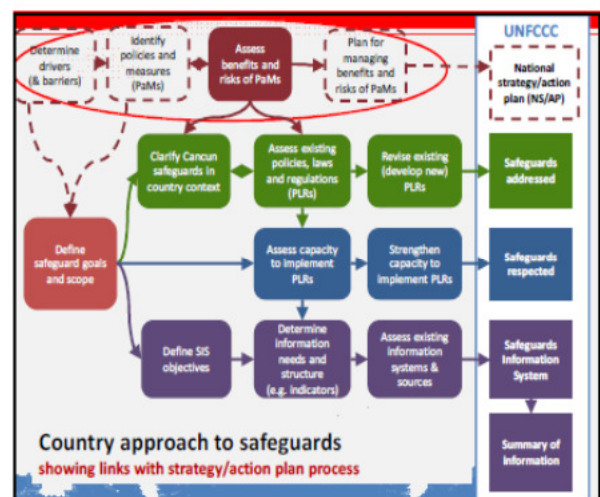 UNFCCC
Determine
drivers
(& barriers)
Identify
policies and
measures
(PaMs)
Assess
benefits and
risks of PaMs
Plan for
managing
benefits and
risks of PaMs
National
strategy/action
plan (NS/AP)
Clarify Cancun
safeguards in
country context
Assess existing
policies, laws
and regulations
(PLRs)
Revise existing
(develop new)
PLRs
Safeguards
addressed
Define
safeguard goals
and scope
Assess capacity
to implement
PLRs
Strengthen
capacity to
implement PLRs
Safeguards
respected
Define SIS
objectives
Determine
information
needs and
structure
(e.g. indicators)
Assess existing
information
systems &
sources
Safeguards
Information
System
Summary of
information
Country approach to safeguards
showing links with strategy/action plan process